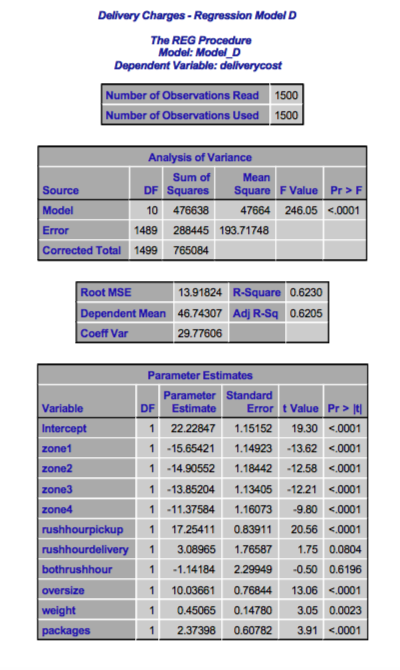 Delivery Charges - Regression Model D
The REG Procedure
Model: Model_D
Dependent Variable: deliverycost
Number of Observations Read 1500
Number of Observations Used 1500
Analysis of Variance
Source DF Sum of Squares Mean Square F Value Pr > F
Model 10 476638 47664 246.05 <.0001
Error 1489 288445 193.71748
Corrected Total 1499 765084
Root MSE 13.91824 R-Square 0.6230
Dependent Mean 46.74307 Adj R-Sq 0.6205
Coeff Var 29.77606
Parameter Estimates
Variable DF Parameter Estimate Standard Error t Value Pr > |t|
Intercept 1 22.22847 1.15152 19.30 <.0001
zone1 1 -15.65421 1.14923 -13.62 <.0001
zone2 1 -14.90552 1.18442 -12.58 <.0001
zone3 1 -13.85204 1.13405 -12.21 <.0001
zone4 1 -11.37584 1.16073 -9.80 <.0001
rushhourpickup 1 17.25411 0.83911 20.56 <.0001
rushhourdelivery 1 3.08965 1.76587 1.75 0.0804
bothrushhour 1 -1.14184 2.29949 -0.50 0.6196
oversize 1 10.03661 0.76844 13.06 <.0001
weight 1 0.45065 0.14780 3.05 0.0023
packages 1 2.37398 0.60782 3.91 <.0001